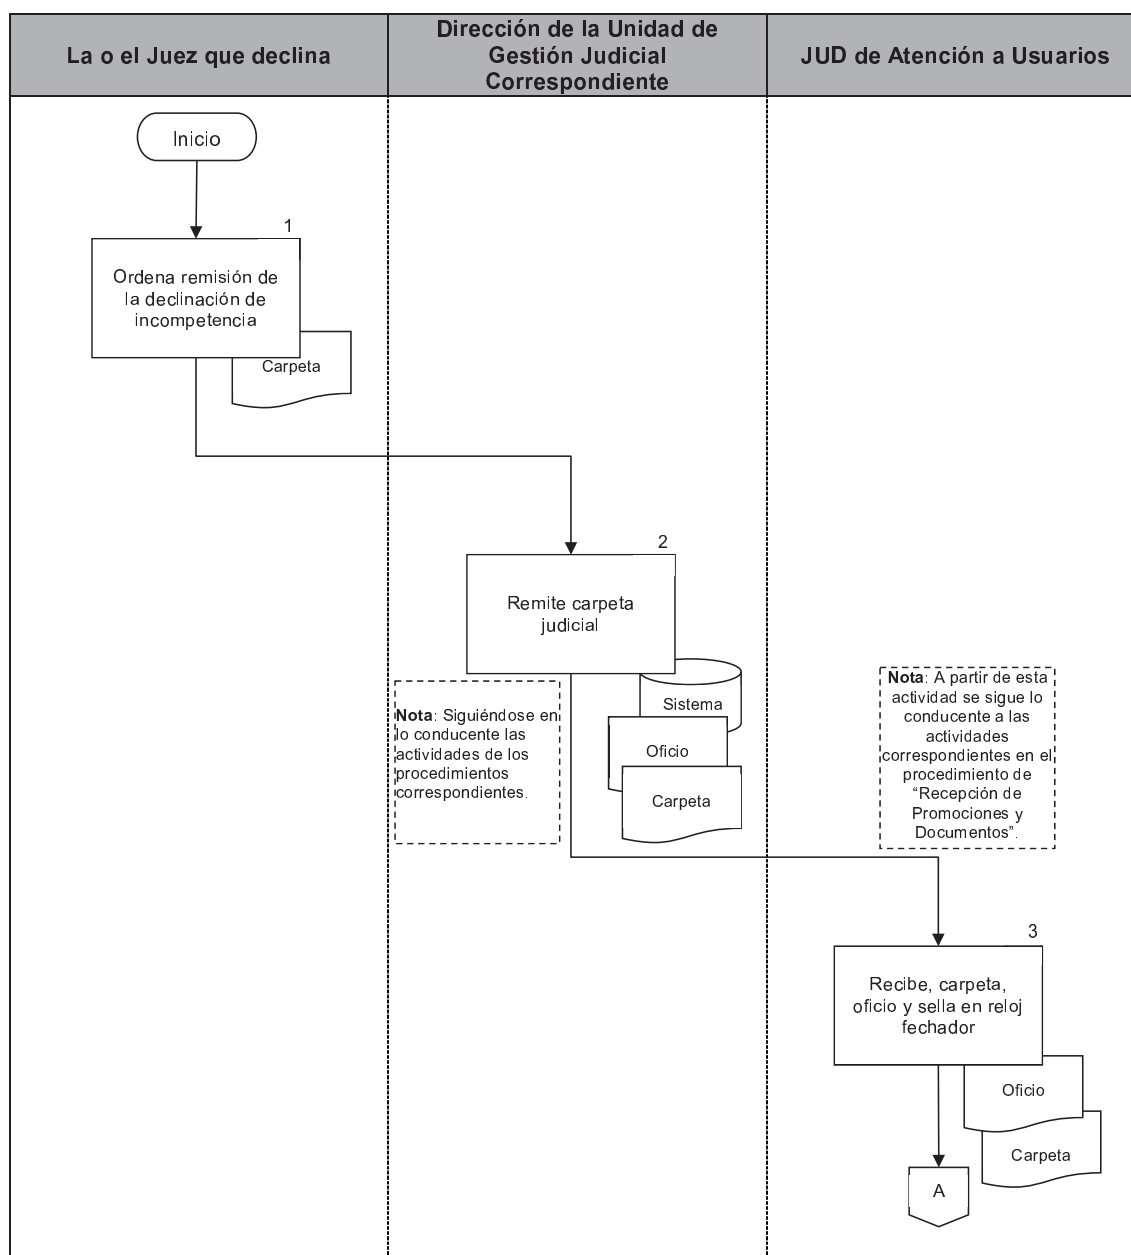 La o el Juez que declina
Dirección de la Unidad de
Gestión Judicial
Correspondiente
JUD de Atención a Usuarios
Inicio
1
Ordena remisión de
la declinación de
incompetencia
Carpeta
2
Remite carpeta
judicial
Sistema
Oficio
Carpeta
Nota: Siguiéndose en
lo conducente las
actividades de los
procedimientos
correspondientes.
Nota: A partir de esta
actividad se sigue lo
conducente a las
actividades
correspondientes en el
procedimiento de
“Recepción de
Promociones y
Documentos”.
3
Recibe, carpeta,
oficio y sella en reloj
fechador
Oficio
Carpeta
A